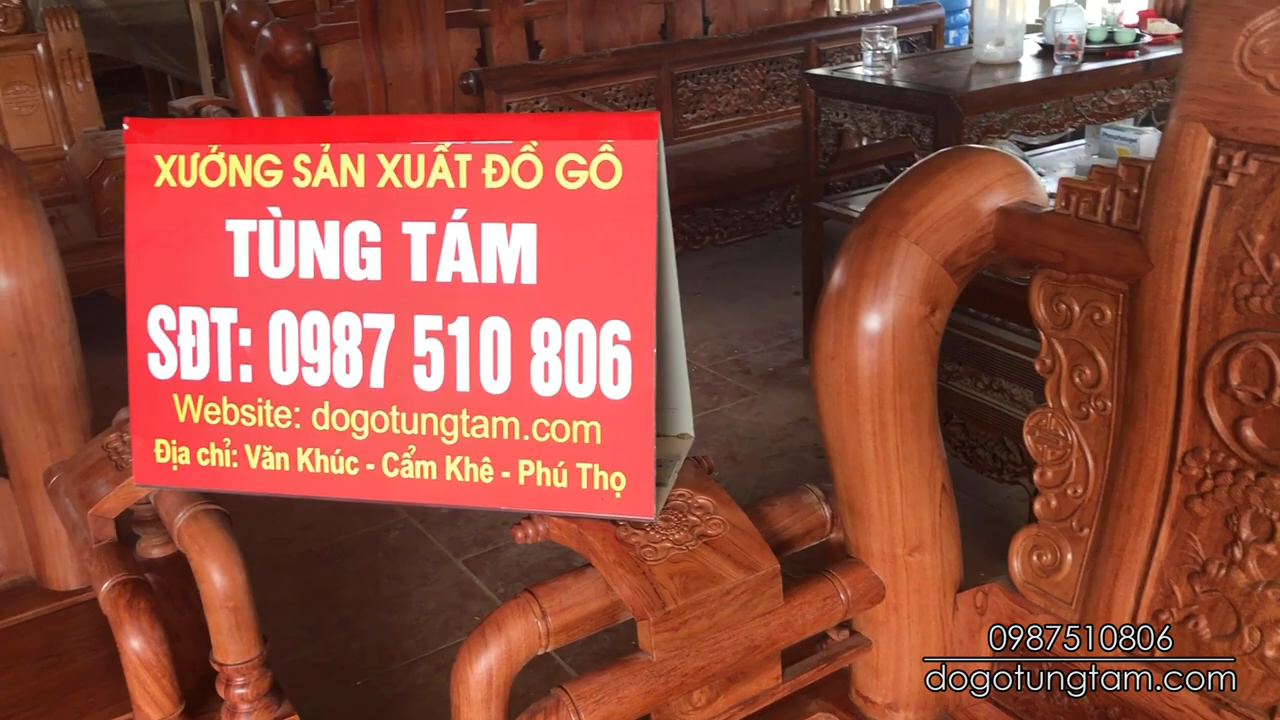 XƯỞNG SẢN XUẤT ĐỒ GỖ
TÙNG TÁM
SĐT: 0987 510 806
Website: dogotungtam.com
Địa chỉ: Văn Khúc - Cẩm Khê - Phú Thọ
0987510806
dogotungtam.com